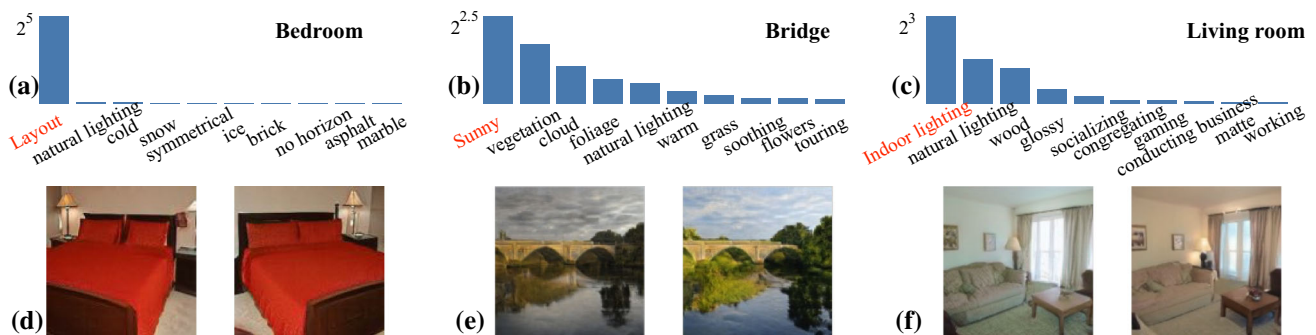 2^5
Bedroom
(a)
Layout
natural lighting
cold
snow
symmetrical
ice
brick
no horizon
asphalt
marble
2^2.5
Bridge
(b)
Sunny
vegetation
cloud
foliage
natural lighting
warm
grass
soothing
flowers
touring
2^3
Living room
(c)
Indoor lighting
natural lighting
wood
glossy
socializing
congregating
gaming
conducting business
matte
working
(d)
(e)
(f)